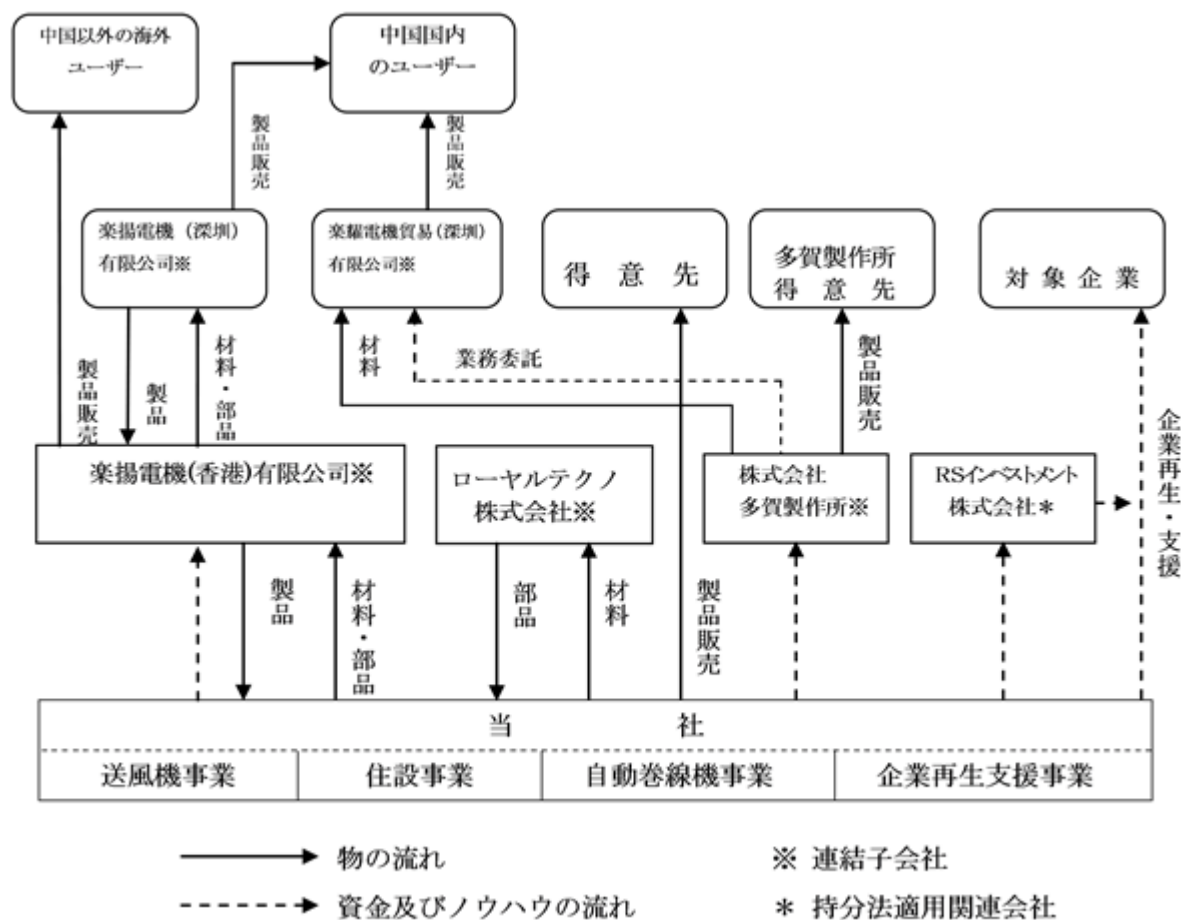 中国以外の海外
ユーザー
中国国内
のユーザー
製品販売
製品販売
楽揚電機（深圳）
有限公司※
楽耀電機貿易（深圳）
有限公司※
得 意 先
多賀製作所
得 意 先
対 象 企 業
製品販売
製品
材料・部品
材料
業務委託
製品販売
企業再生・支援
楽揚電機(香港)有限公司※
ローヤルテクノ
株式会社※
株式会社
多賀製作所※
RSインベストメント
株式会社＊
製品
材料・部品
部品
材料
製品販売
当 社
送風機事業
住設事業
自動巻線機事業
企業再生支援事業
物の流れ
※ 連結子会社
資金及びノウハウの流れ
＊ 持分法適用関連会社